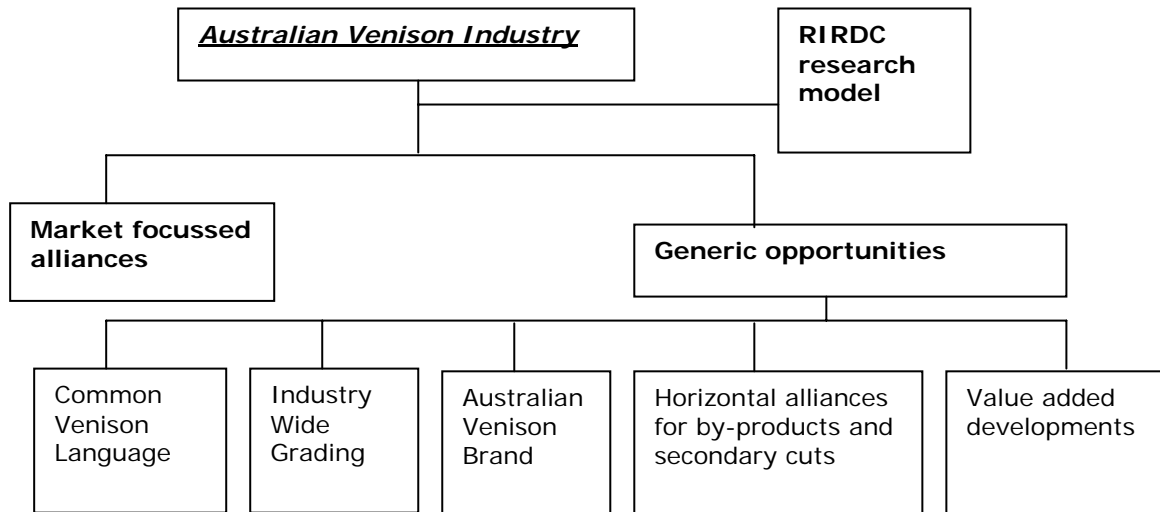 Australian Venison Industry
RIRDC
research
model
Market focussed
alliances
Generic opportunities
Common
Venison
Language
Industry
Wide
Grading
Australian
Venison
Brand
Horizontal alliances
for by-products and
secondary cuts
Value added
developments